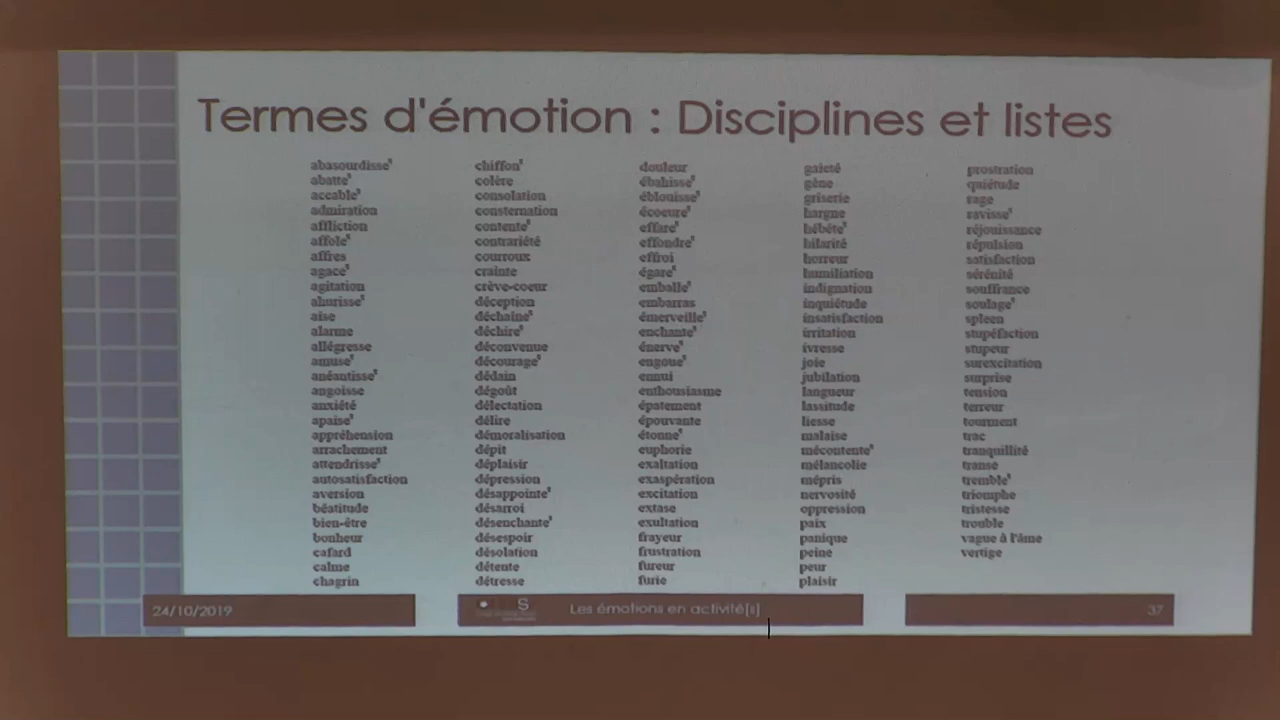 Termes d'émotion : Disciplines et listes
abasourdisse§
abatte§
accable§
admiration
affliction
affole§
affres
agace§
agitation
ahurisse§
aise
alarme
allégresse
amuse§
anéantisse§
angoisse
anxiété
apaise§
appréhension
arrachement
attendrisse§
autosatisfaction
aversion
béatitude
bien-être
bonheur
cafard
calme
chagrin
chiffon§
colère
consolation
consternation
contente§
contrariété
courroux
crainte
crève-coeur
déception
déchaîne§
déchire§
déconvenue
décourage§
dédain
dégoût
délectation
délire
démoralisation
dépit
déplaisir
dépression
désappointe§
désarroi
désenchante§
désespoir
désolation
détente
détresse
douleur
ébahisse§
éblouisse§
écoeure§
effare§
effondre§
effroi
égare§
emballe§
embarras
émerveille§
enchante§
énerve§
engoue§
ennui
enthousiasme
épatement
épouvante
étonne§
euphorie
exaltation
exaspération
excitation
extase
exultation
frayeur
frustration
fureur
furie
gaieté
gêne
griserie
hargne
hébète§
hilarité
horreur
humiliation
indignation
inquiétude
insatisfaction
irritation
ivresse
joie
jubilation
langueur
lassitude
liesse
malaise
mécontente§
mélancolie
mépris
nervosité
oppression
paix
panique
peine
peur
plaisir
prostration
quiétude
rage
ravisse§
réjouissance
répulsion
satisfaction
sérénité
souffrance
soulage§
spleen
stupéfaction
stupeur
surexcitation
surprise
tension
terreur
tourment
trac
tranquillité
transe
tremble§
triomphe
tristesse
trouble
vague à l'âme
vertige
24/10/2019
Les émotions en activité[s]
37